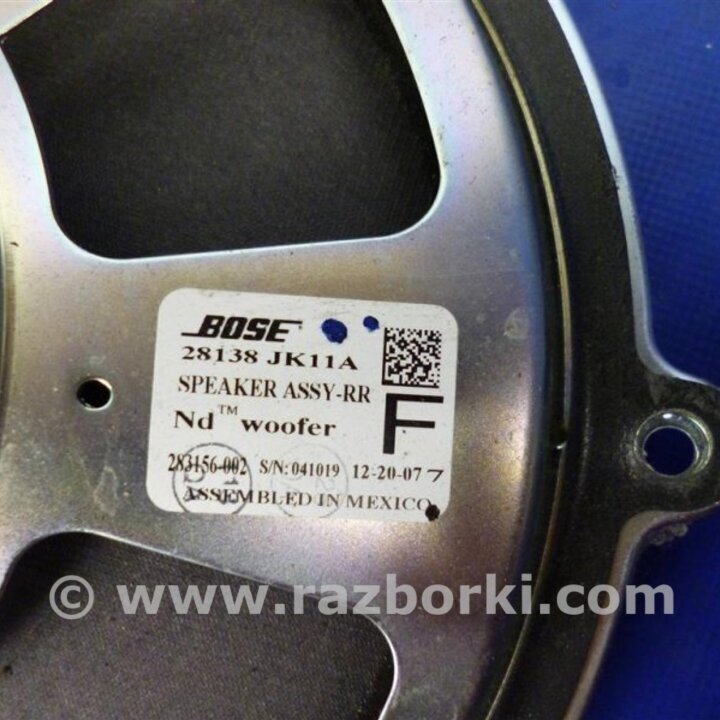 BOSE
28138 JK11A
SPEAKER ASSY-RR
Nd™ woofer
F
283156-002 S/N: 041019 12-20-07 7
ASSEMBLED IN MEXICO
© www.razborki.com